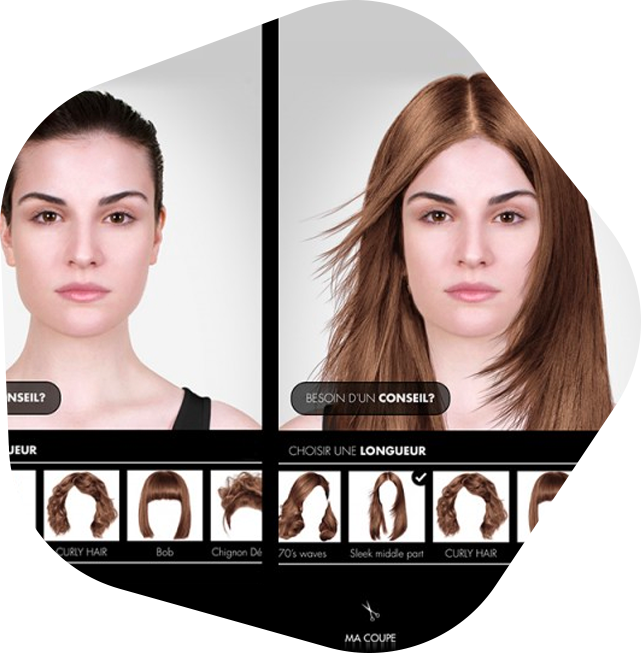 NSEIL?
UEUR
CURLY HAIR
Bob
Chignon Dé
BESOIN D'UN CONSEIL?
CHOISIR UNE LONGUEUR
70's waves
Sleek middle part
CURLY HAIR
MA COUPE